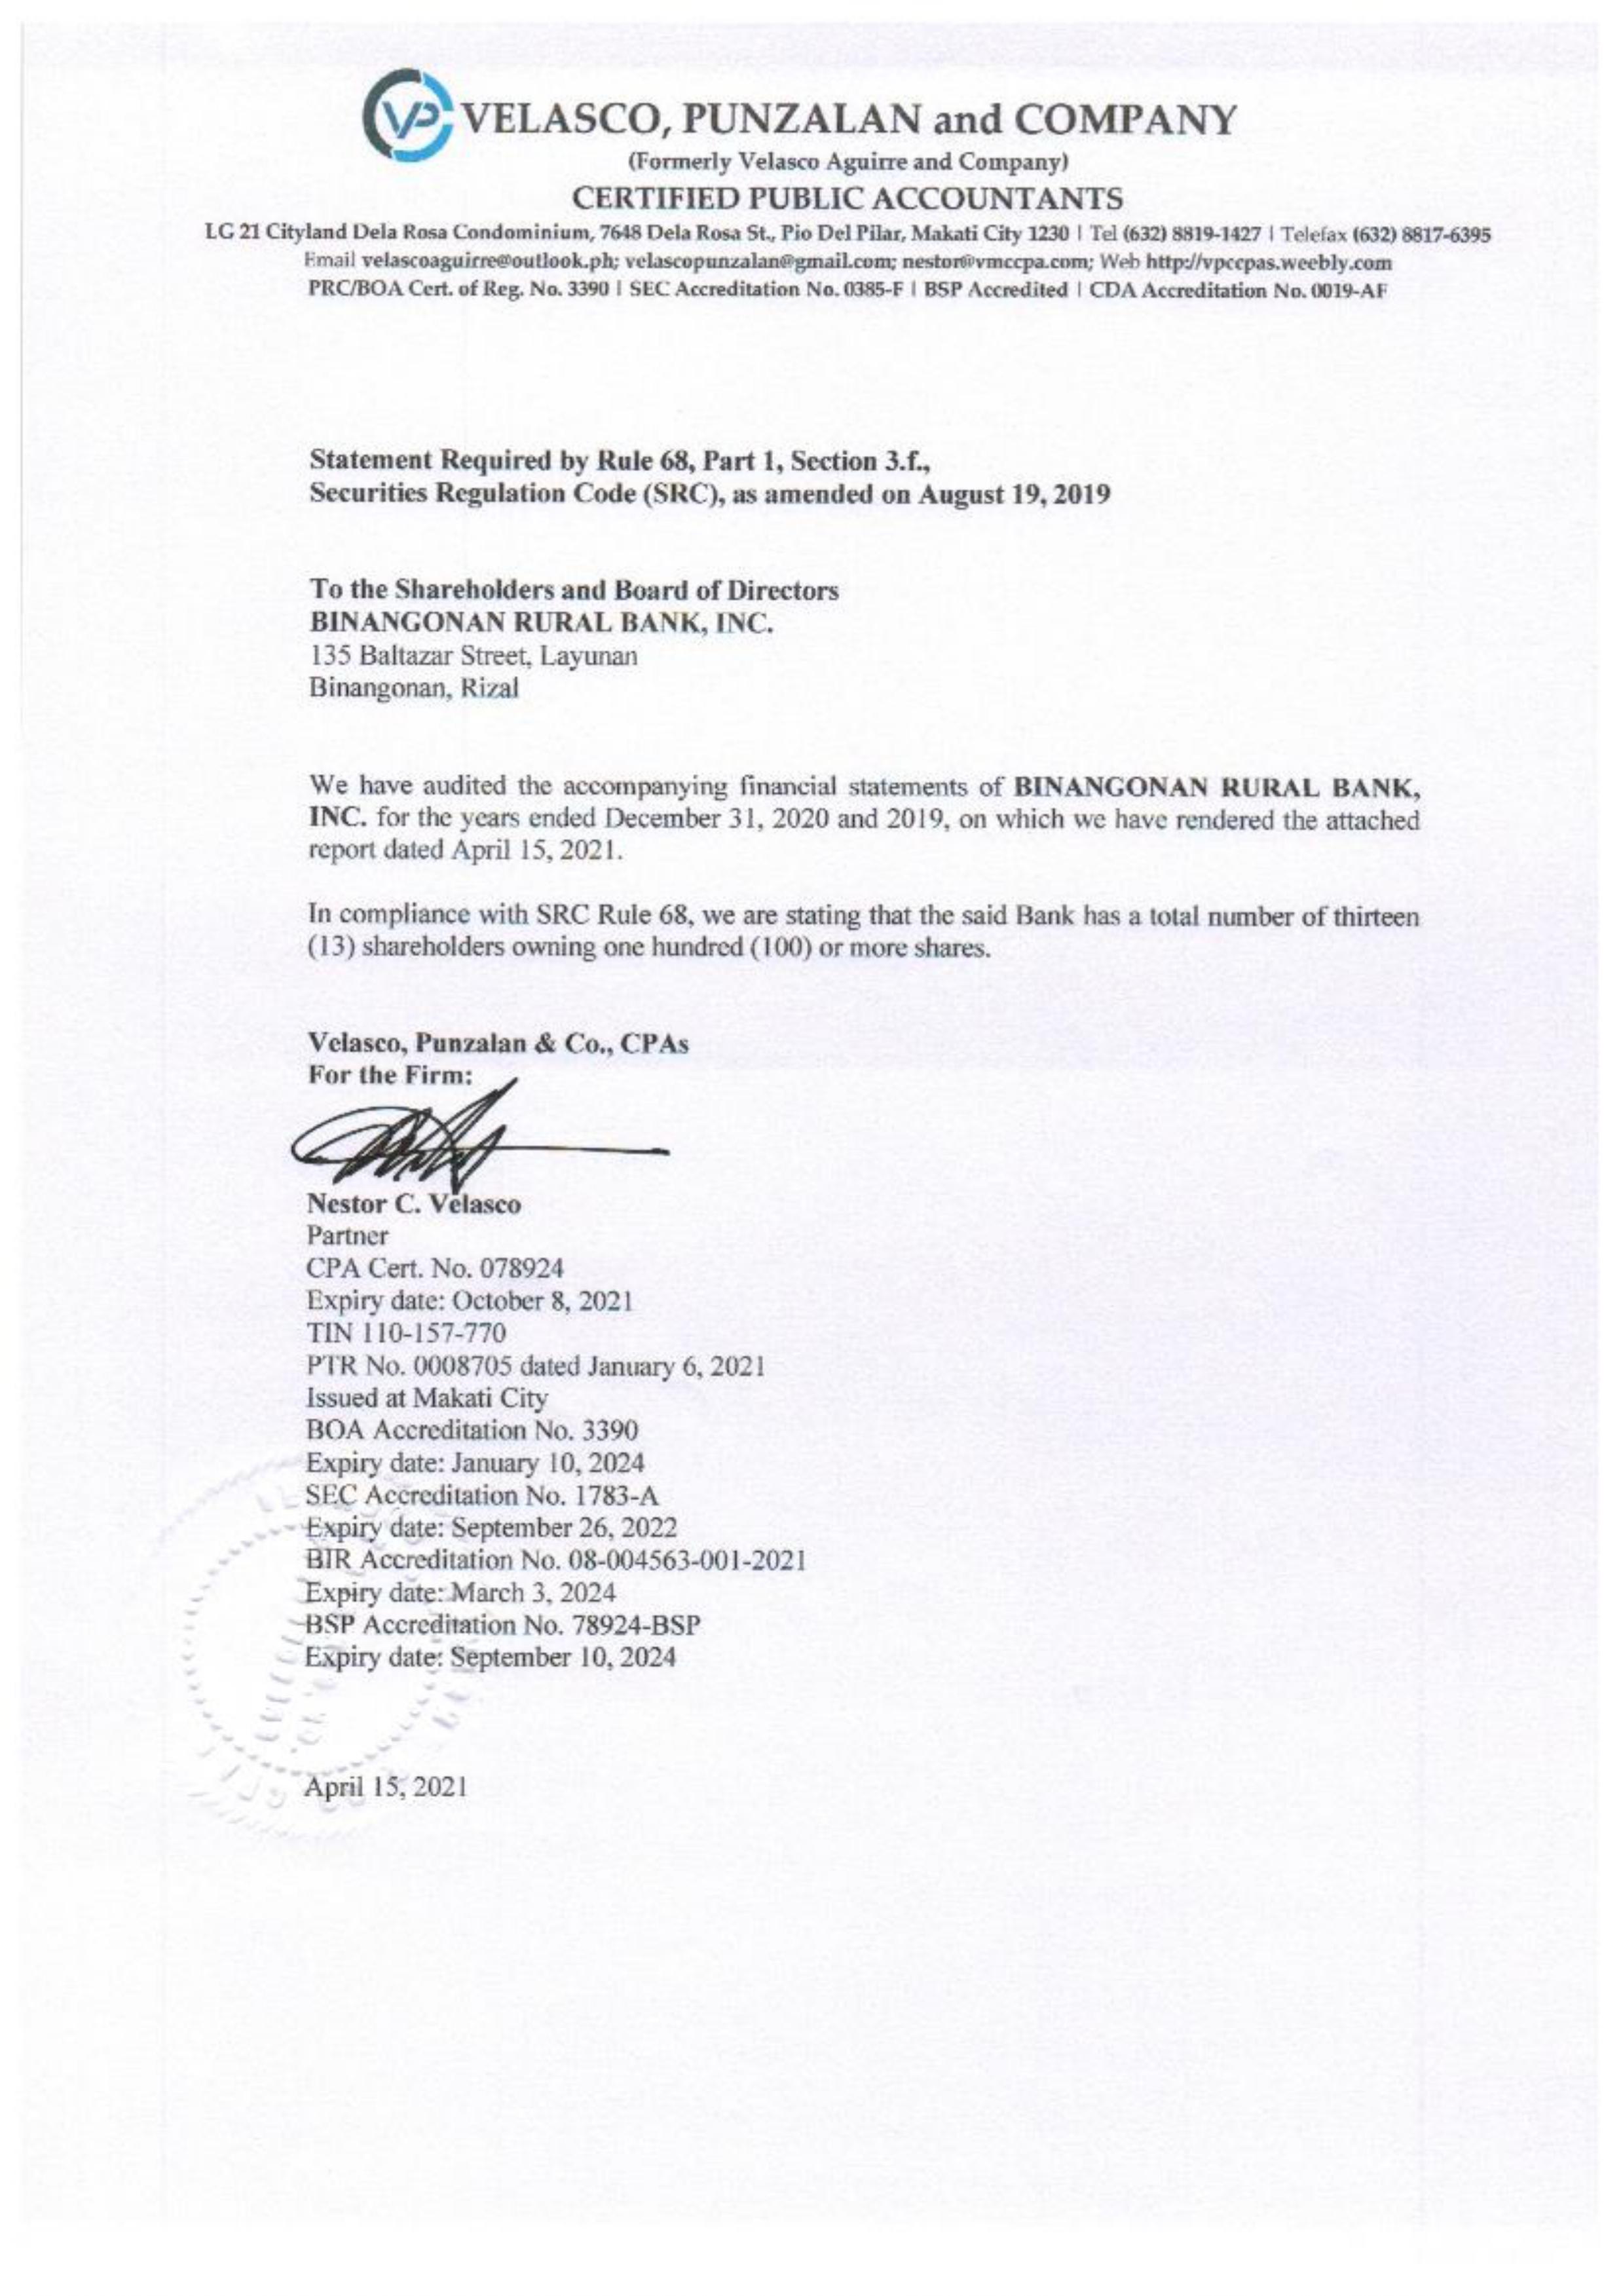 VP VELASCO, PUNZALAN and COMPANY
(Formerly Velasco Aguirre and Company)
CERTIFIED PUBLIC ACCOUNTANTS
LG 21 Cityland Dela Rosa Condominium, 7648 Dela Rosa St., Pio Del Pilar, Makati City 1230 | Tel (632) 8819-1427 | Telefax (632) 8817-6395
Email velascoaguirre@outlook.ph; velascopunzalan@gmail.com; nestor@vmccpa.com; Web http://vpccpas.weebly.com
PRC/BOA Cert. of Reg. No. 3390 | SEC Accreditation No. 0385-F | BSP Accredited | CDA Accreditation No. 0019-AF
Statement Required by Rule 68, Part 1, Section 3.f.,
Securities Regulation Code (SRC), as amended on August 19, 2019
To the Shareholders and Board of Directors
BINANGONAN RURAL BANK, INC.
135 Baltazar Street, Layunan
Binangonan, Rizal
We have audited the accompanying financial statements of BINANGONAN RURAL BANK,
INC. for the years ended December 31, 2020 and 2019, on which we have rendered the attached
report dated April 15, 2021.
In compliance with SRC Rule 68, we are stating that the said Bank has a total number of thirteen
(13) shareholders owning one hundred (100) or more shares.
Velasco, Punzalan & Co., CPAs
For the Firm:
Nestor C. Velasco
Partner
CPA Cert. No. 078924
Expiry date: October 8, 2021
TIN 110-157-770
PTR No. 0008705 dated January 6, 2021
Issued at Makati City
BOA Accreditation No. 3390
Expiry date: January 10, 2024
SEC Accreditation No. 1783-A
Expiry date: September 26, 2022
BIR Accreditation No. 08-004563-001-2021
Expiry date: March 3, 2024
BSP Accreditation No. 78924-BSP
Expiry date: September 10, 2024
April 15, 2021